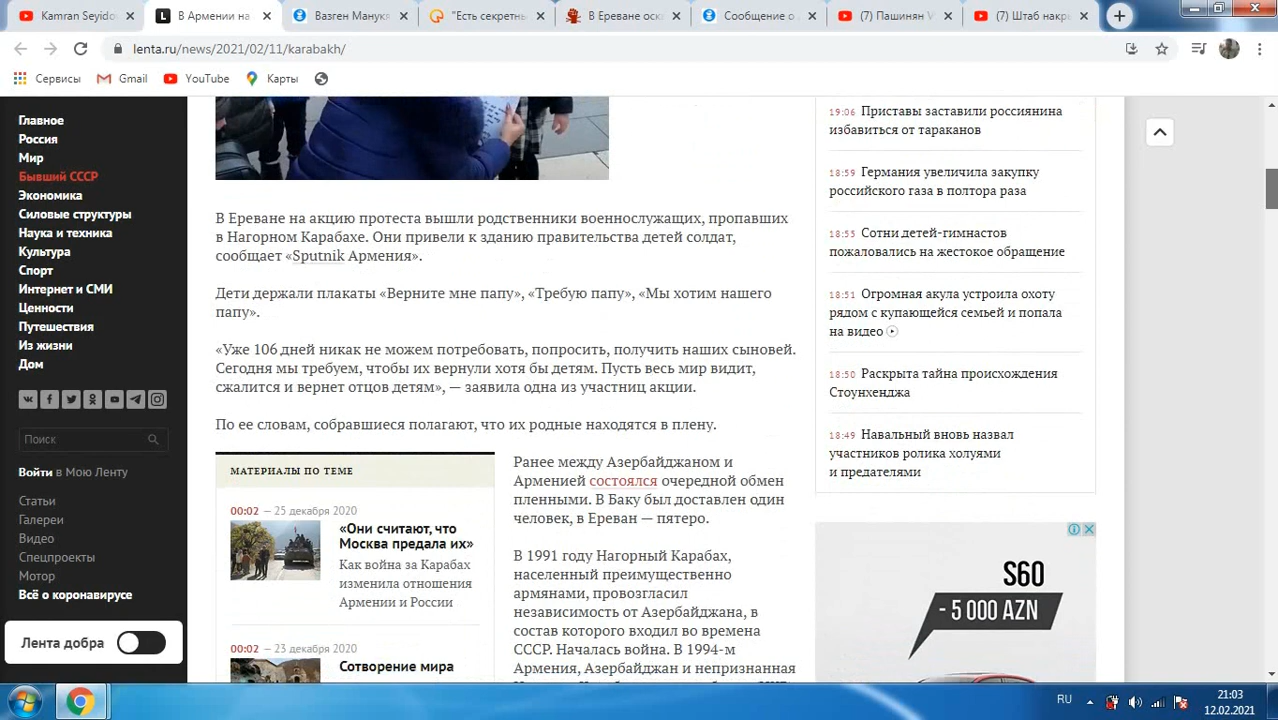 Kamran Seyido
В Армении на
Вазген Манукя
"Есть секретны
В Ереване оск
Сообщение о
(7) Пашинян V
(7) Штаб накр
lenta.ru/news/2021/02/11/karabakh/
Сервисы
Gmail
YouTube
Карты
Главное
Россия
Мир
Бывший СССР
Экономика
Силовые структуры
Наука и техника
Культура
Спорт
Интернет и СМИ
Ценности
Путешествия
Из жизни
Дом
Поиск
Войти в Мою Ленту
Статьи
Галереи
Видео
Спецпроекты
Мотор
Всё о коронавирусе
Лента добра
В Ереване на акцию протеста вышли родственники военнослужащих, пропавших
в Нагорном Карабахе. Они привели к зданию правительства детей солдат,
сообщает «Sputnik Армения».
Дети держали плакаты «Верните мне папу», «Требую папу», «Мы хотим нашего
папу».
«Уже 106 дней никак не можем потребовать, попросить, получить наших сыновей.
Сегодня мы требуем, чтобы их вернули хотя бы детям. Пусть весь мир видит,
сжалится и вернет отцов детям», — заявила одна из участниц акции.
По ее словам, собравшиеся полагают, что их родные находятся в плену.
МАТЕРИАЛЫ ПО ТЕМЕ
00:02 — 25 декабря 2020
«Они считают, что
Москва предала их»
Как война за Карабах
изменила отношения
Армении и России
00:02 — 23 декабря 2020
Сотворение мира
Ранее между Азербайджаном и
Арменией состоялся очередной обмен
пленными. В Баку был доставлен один
человек, в Ереван — пятеро.
В 1991 году Нагорный Карабах,
населенный преимущественно
армянами, провозгласил
независимость от Азербайджана, в
состав которого входил во времена
СССР. Началась война. В 1994-м
Армения, Азербайджан и непризнанная
19:06 Приставы заставили россиянина
избавиться от тараканов
18:59 Германия увеличила закупку
российского газа в полтора раза
18:55 Сотни детей-гимнастов
пожаловались на жестокое обращение
18:51 Огромная акула устроила охоту
рядом с купающейся семьей и попала
на видео
18:50 Раскрыта тайна происхождения
Стоунхенджа
18:49 Навальный вновь назвал
участников ролика холуями
и предателями
S60
- 5 000 AZN
RU
21:03
12.02.2021